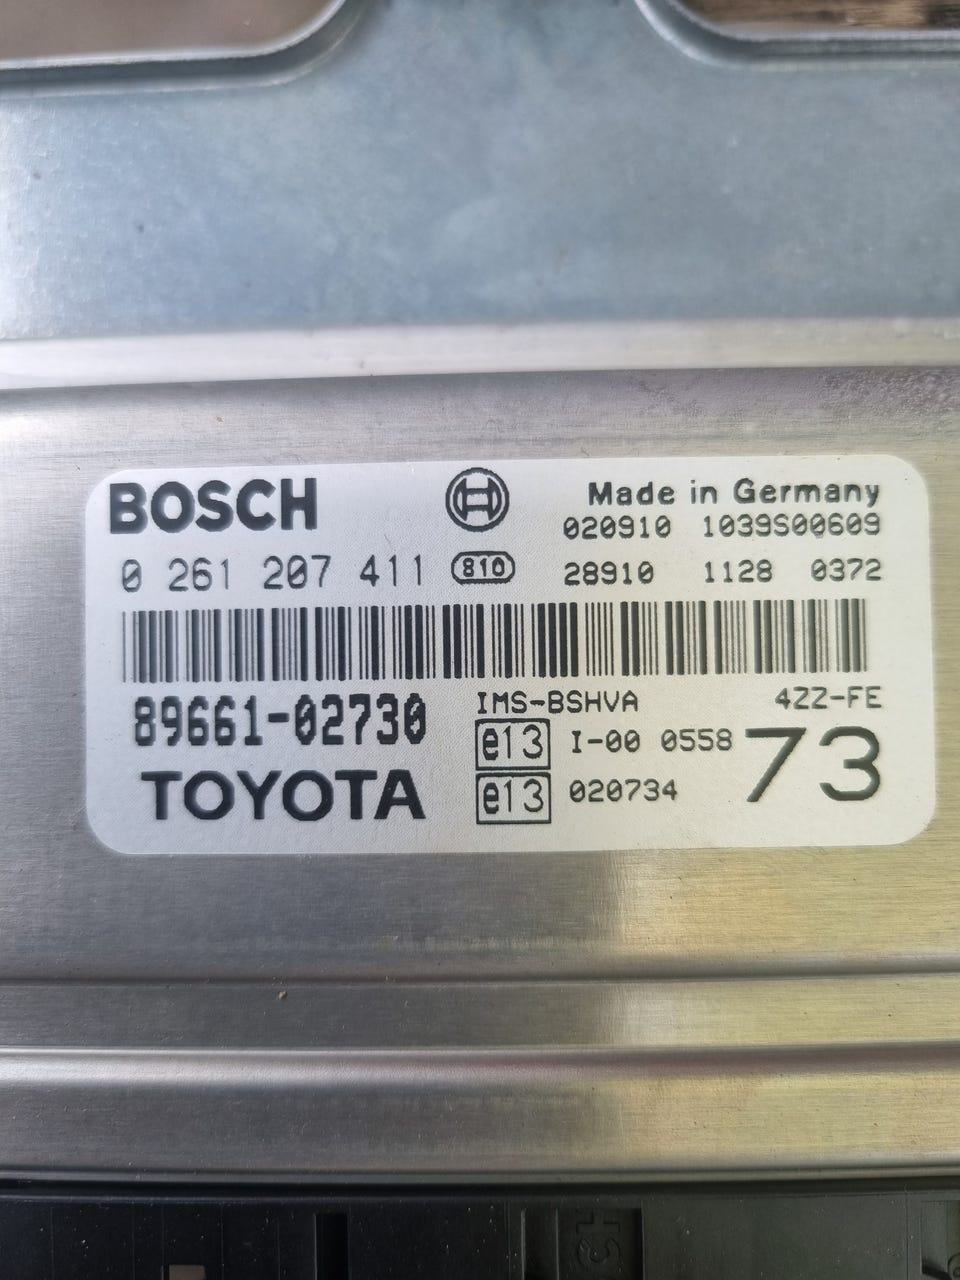 BOSCH
Made in Germany
020910 1039S00609
0 261 207 411 810 28910 1128 0372
89661-02730 IMS-BSHVA 4ZZ-FE
e13 I-00 0558 73
TOYOTA e13 020734